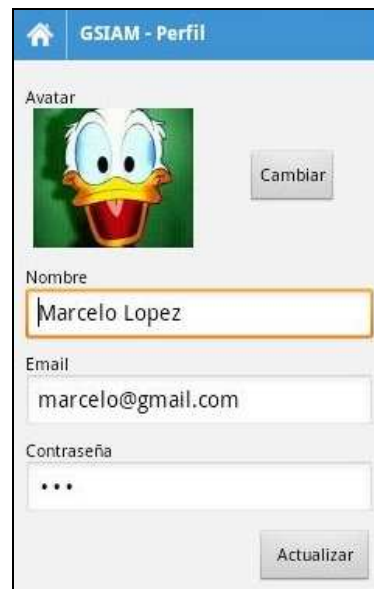 GSIAM - Perfil
Avatar
Cambiar
Nombre
Marcelo Lopez
Email
marcelo@gmail.com
Contraseña
•••
Actualizar